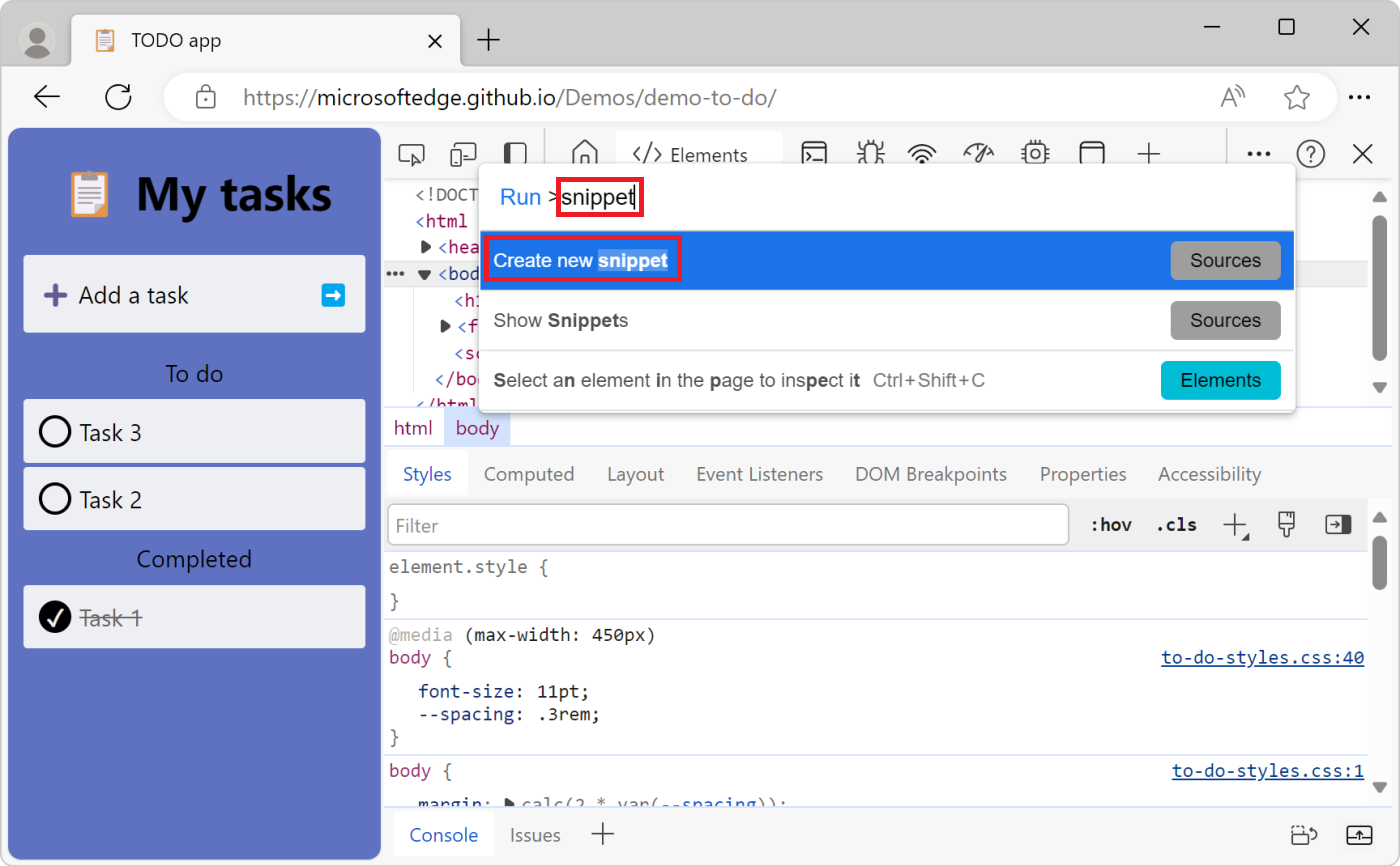 TODO app
https://microsoftedge.github.io/Demos/demo-to-do/
My tasks
Add a task
To do
Task 3
Task 2
Completed
Task 1
Elements
Run >snippet
Create new snippet Sources
Show Snippets Sources
Select an element in the page to inspect it Ctrl+Shift+C Elements
<!DOCT
<html
<hea
<bod
<h1
<f
<sc
</bod
</html
html body
Styles Computed Layout Event Listeners DOM Breakpoints Properties Accessibility
Filter :hov .cls
element.style {
}
@media (max-width: 450px)
body { to-do-styles.css:40
font-size: 11pt;
--spacing: .3rem;
}
body { to-do-styles.css:1
margin: calc(2 * var(--spacing));
Console Issues